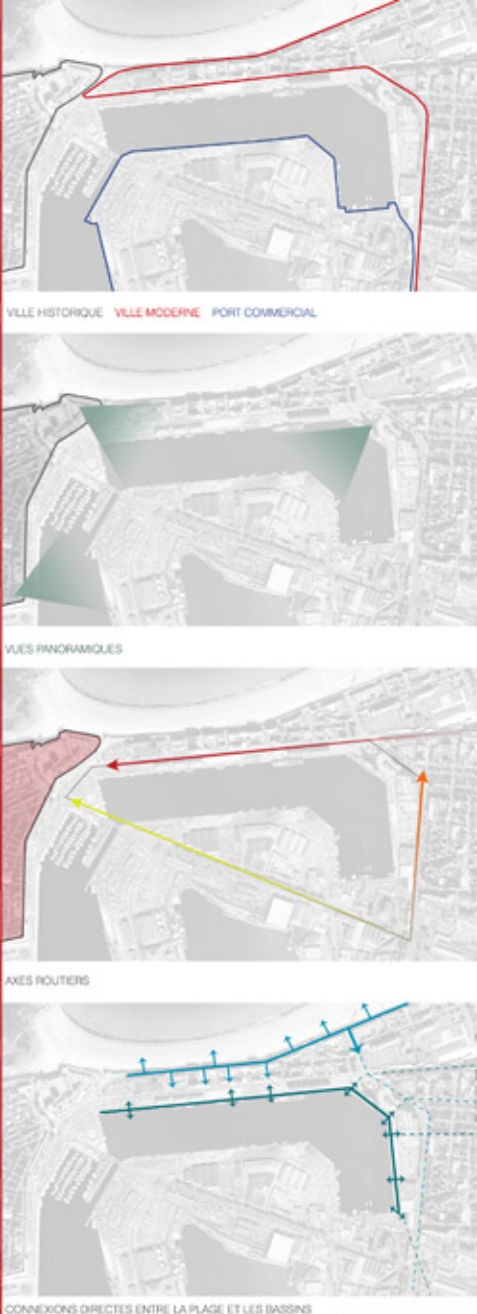 VILLE HISTORIQUE VILLE MODERNE PORT COMMERCIAL
VUES PANORAMIQUES
AXES ROUTIERS
CONNEXIONS DIRECTES ENTRE LA PLAGE ET LES BASSINS